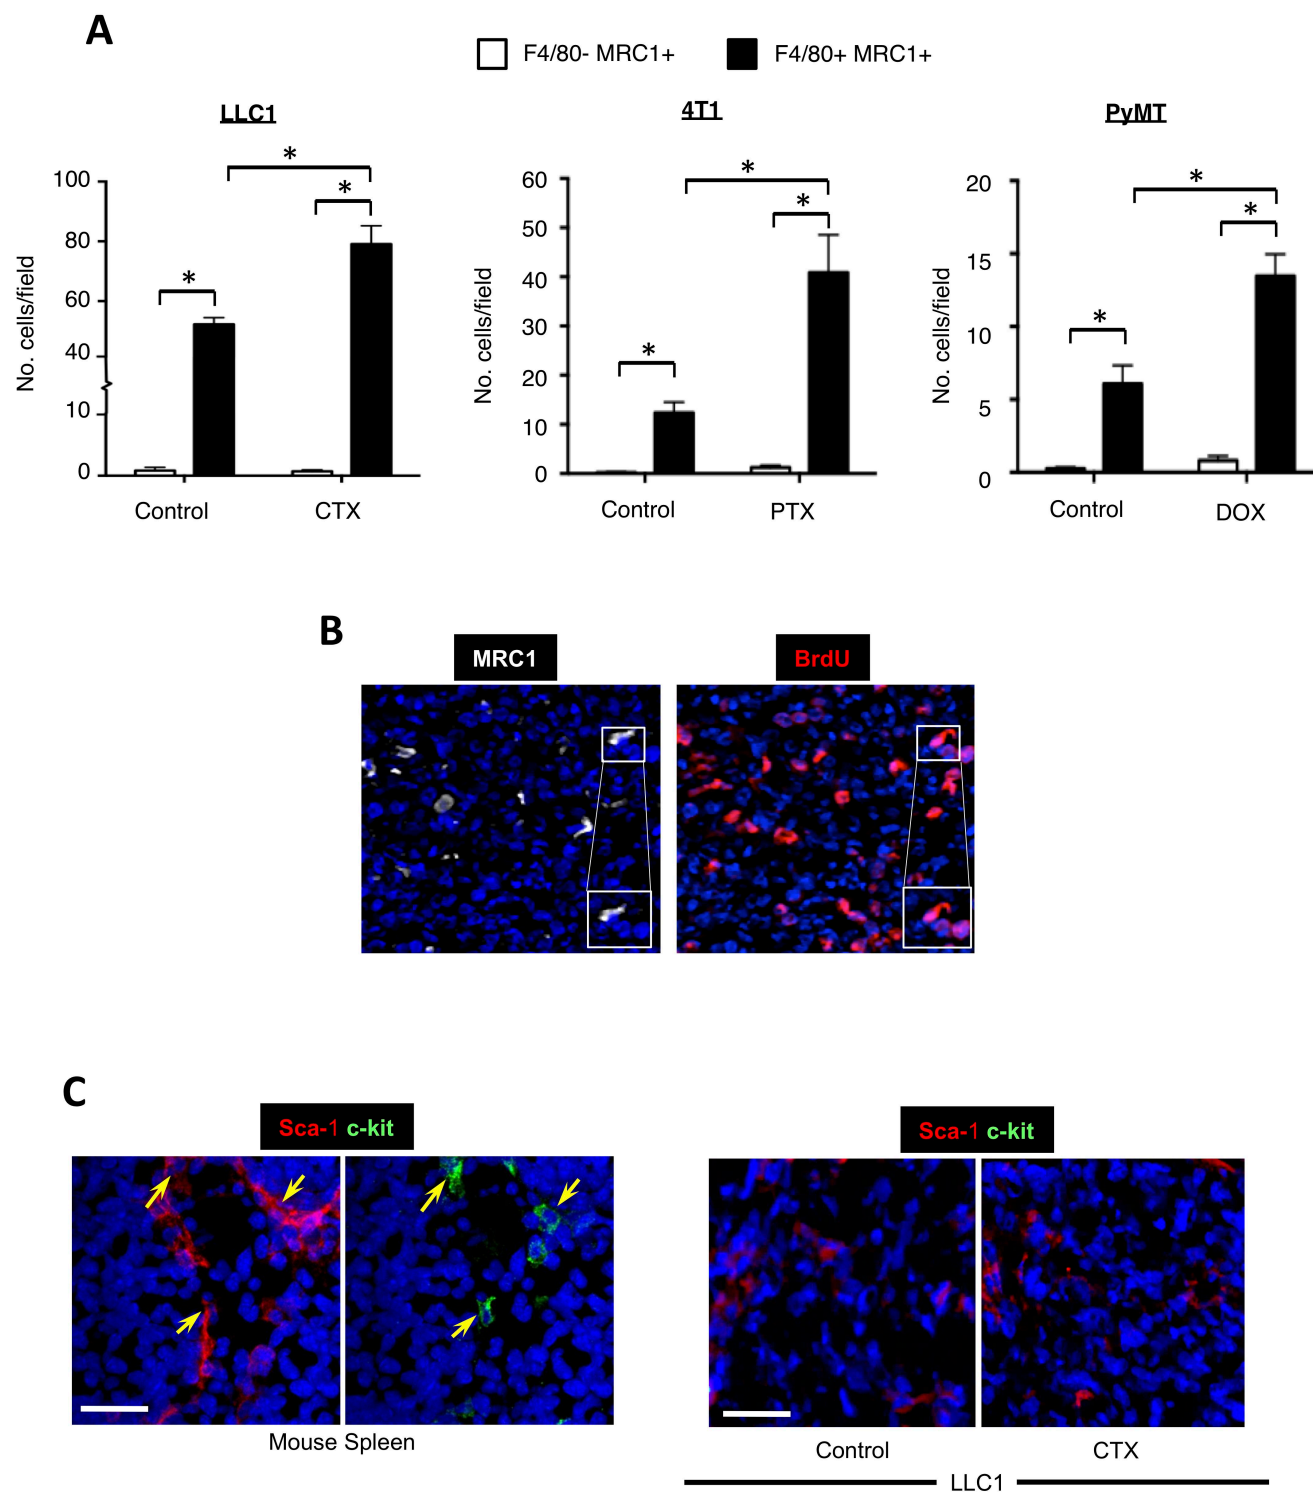 A
F4/80- MRC1+ F4/80+ MRC1+
LLC1
4T1
PyMT
No. cells/field
100
80
60
40
10
0
*
*
*
Control CTX
No. cells/field
60
50
40
30
20
10
0
*
*
*
Control PTX
No. cells/field
20
15
10
5
0
*
*
*
Control DOX
B
MRC1
BrdU
C
Sca-1 c-kit
Sca-1 c-kit
Mouse Spleen
Control CTX
LLC1